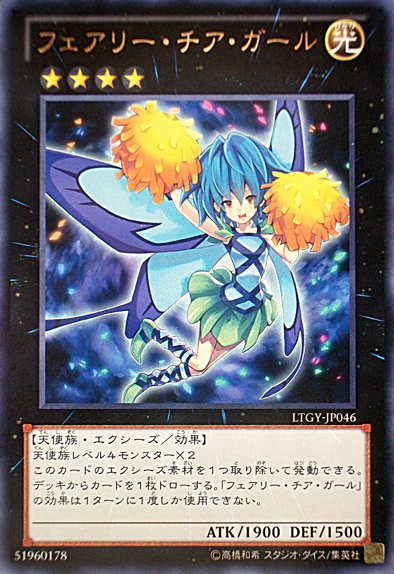 フェアリー・チア・ガール
光
LTGY-JP046
【天使族・エクシーズ／効果】
天使族レベル４モンスター×２
このカードのエクシーズ素材を１つ取り除いて発動できる。
デッキからカードを１枚ドローする。「フェアリー・チア・ガール」
の効果は１ターンに１度しか使用できない。
ATK/1900 DEF/1500
51960178
©高橋和希 スタジオ・ダイス/集英社